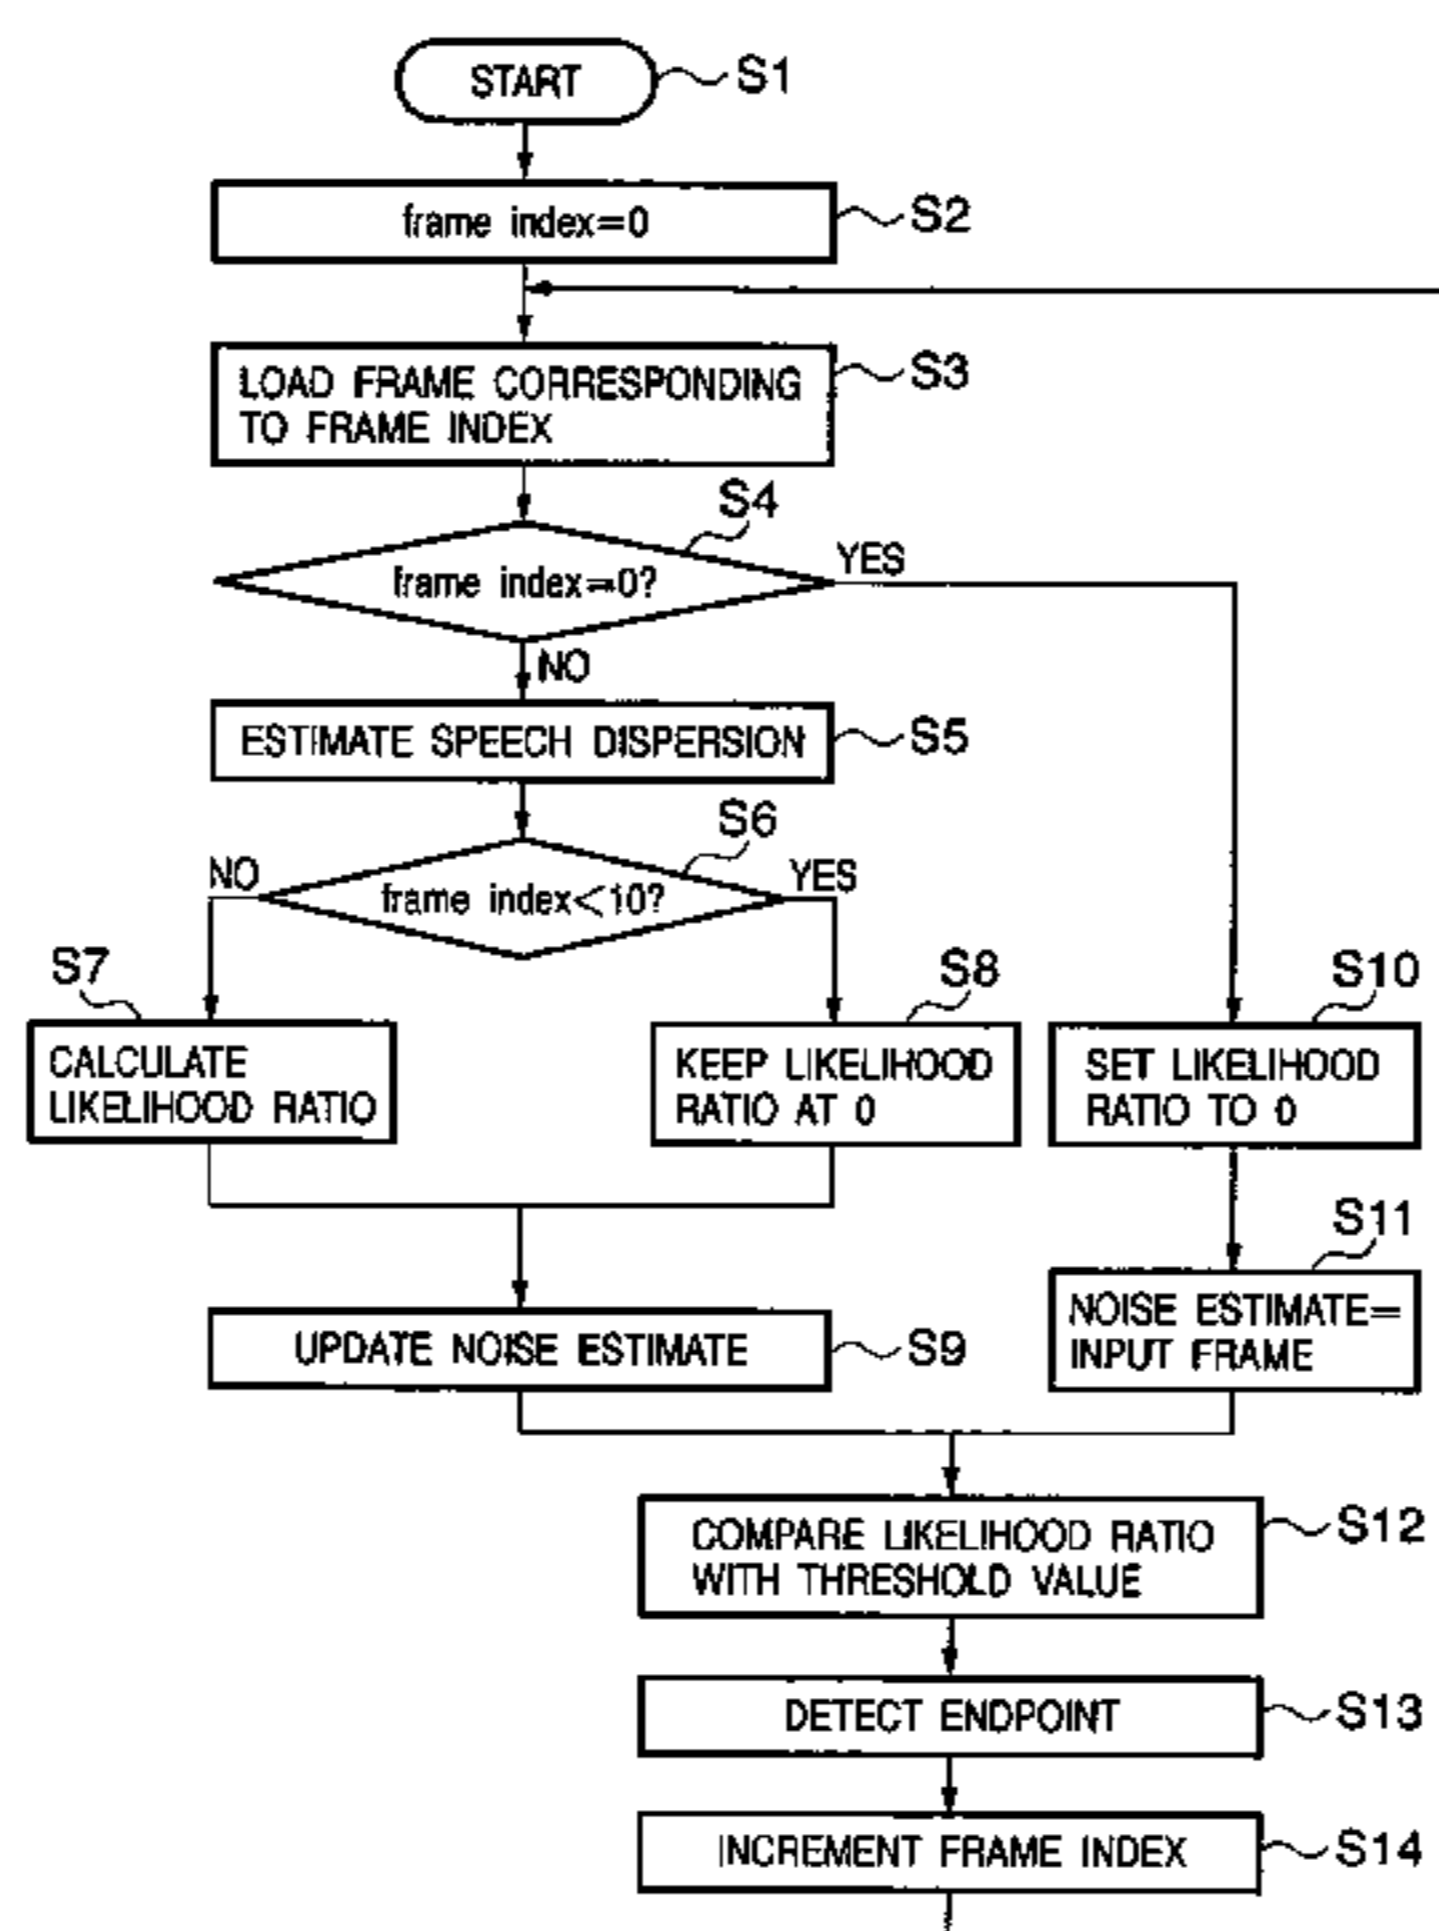 START
S1
frame index=0
S2
LOAD FRAME CORRESPONDING
TO FRAME INDEX
S3
S4
frame index=0?
YES
NO
ESTIMATE SPEECH DISPERSION
S5
S6
NO
frame index<10?
YES
S7
CALCULATE
LIKELIHOOD RATIO
S8
KEEP LIKELIHOOD
RATIO AT 0
S10
SET LIKELIHOOD
RATIO TO 0
S11
NOISE ESTIMATE=
INPUT FRAME
UPDATE NOISE ESTIMATE
S9
COMPARE LIKELIHOOD RATIO
WITH THRESHOLD VALUE
S12
DETECT ENDPOINT
S13
INCREMENT FRAME INDEX
S14